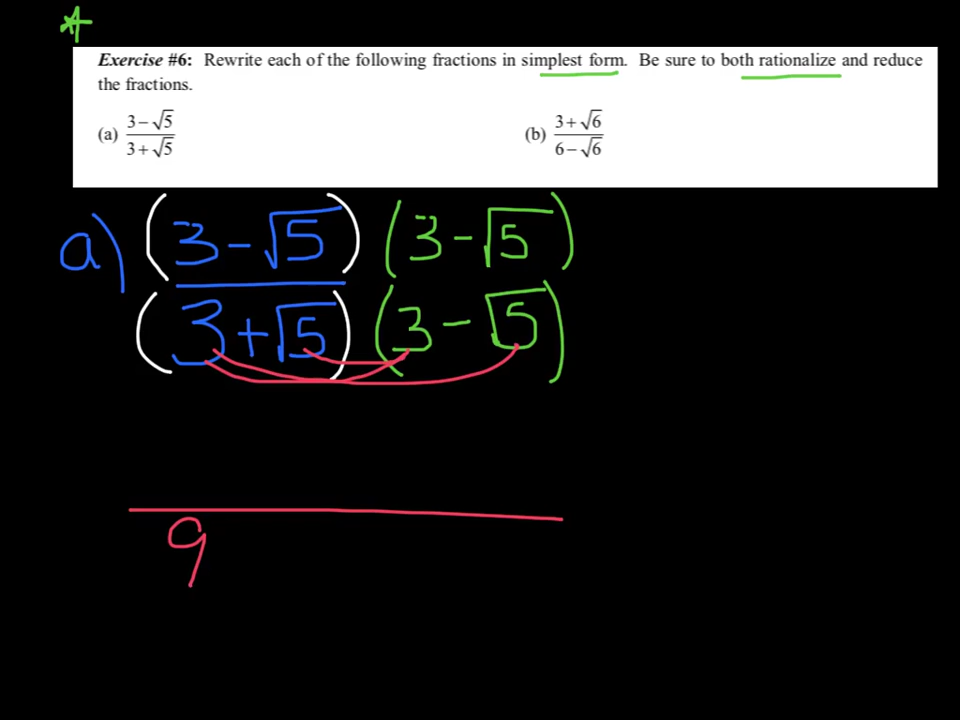 Exercise #6: Rewrite each of the following fractions in simplest form. Be sure to both rationalize and reduce
the fractions.
(a) (3-√5)/(3+√5) (b) (3+√6)/(6-√6)
a) (3-√5) (3-√5)
(3+√5) (3-√5)
9